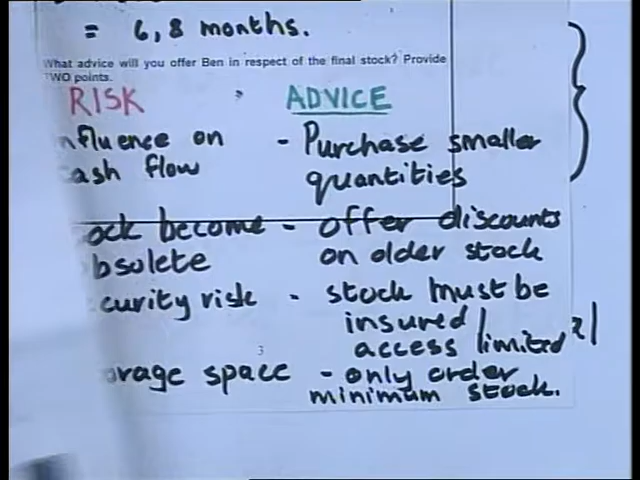 = 6,8 months.
What advice will you offer Ben in respect of the final stock? Provide
TWO points.
RISK ADVICE
nfluence on - Purchase smaller
ash flow quantities
ock become - offer discounts
bsolete on older stock
curity risk - stock must be
insured /
access limited
3
orage space - only order
minimum stock.